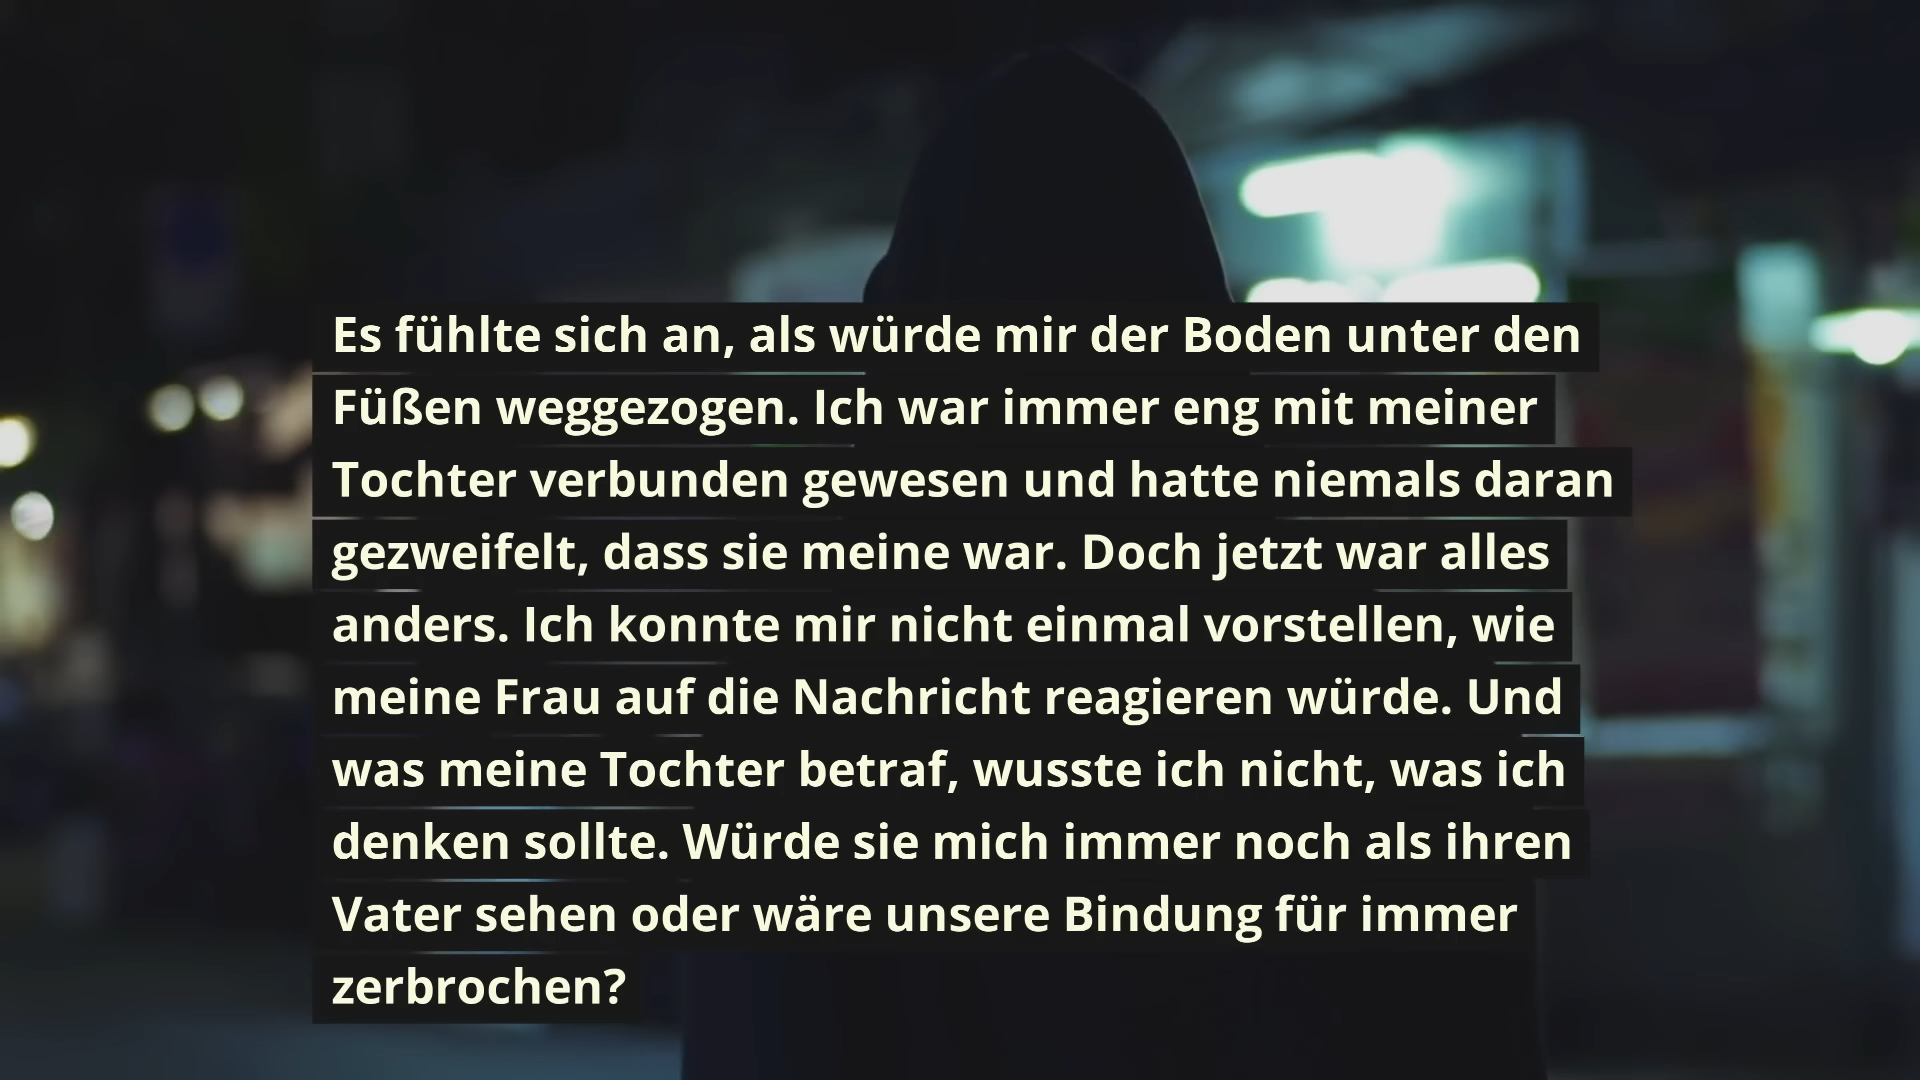 Es fühlte sich an, als würde mir der Boden unter den
Füßen weggezogen. Ich war immer eng mit meiner
Tochter verbunden gewesen und hatte niemals daran
gezweifelt, dass sie meine war. Doch jetzt war alles
anders. Ich konnte mir nicht einmal vorstellen, wie
meine Frau auf die Nachricht reagieren würde. Und
was meine Tochter betraf, wusste ich nicht, was ich
denken sollte. Würde sie mich immer noch als ihren
Vater sehen oder wäre unsere Bindung für immer
zerbrochen?